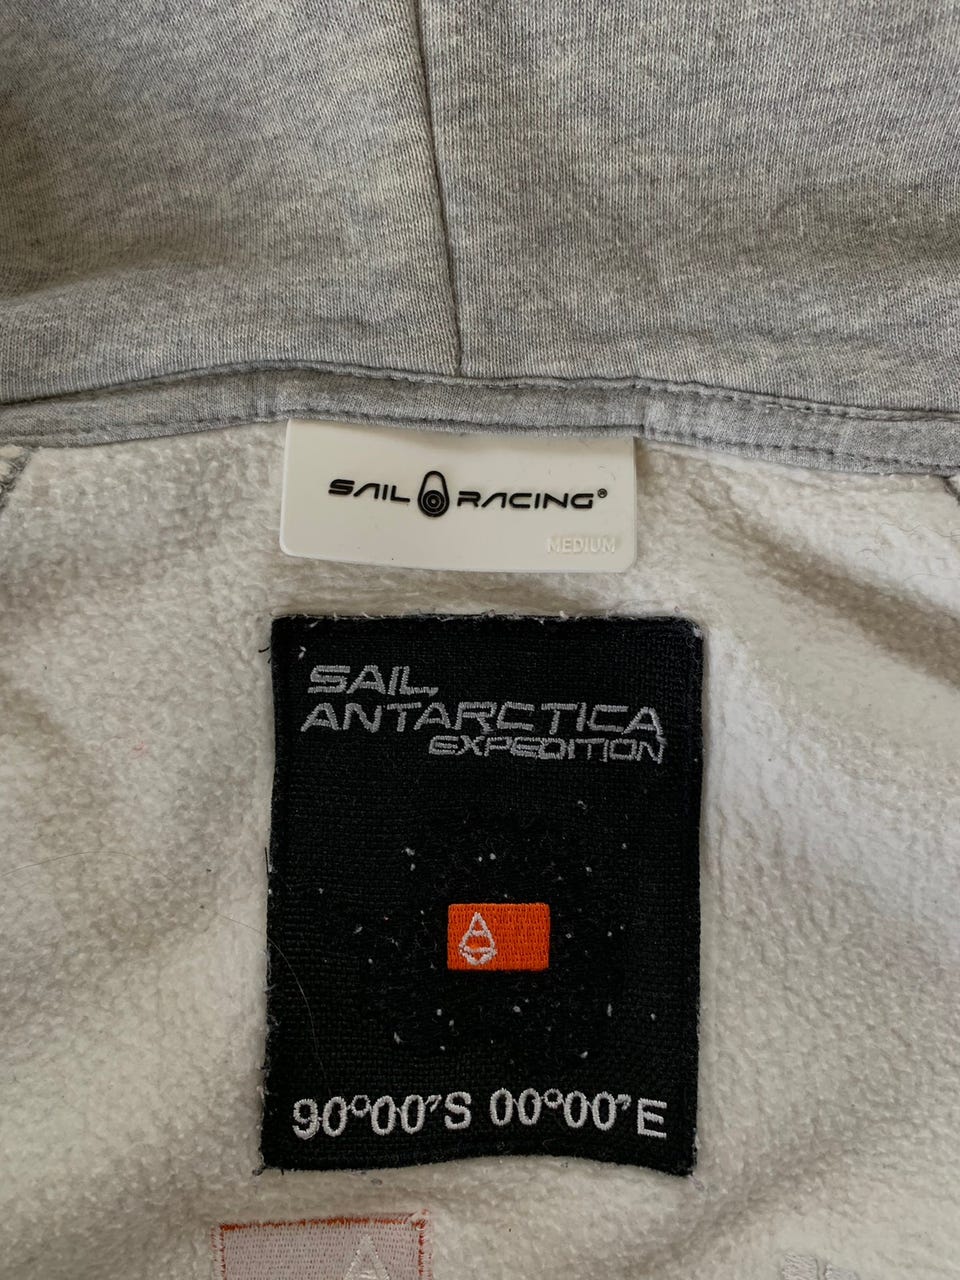 SAIL RACING®
MEDIUM
SAIL
ANTARCTICA
EXPEDITION
90°00"S 00°00"E